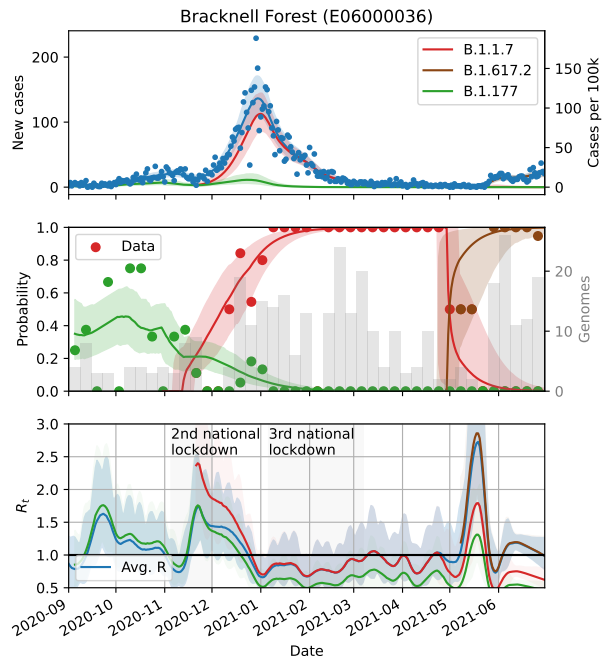 Bracknell Forest (E06000036)
New cases
200
100
0
B.1.1.7
B.1.617.2
B.1.177
150
100
50
0
Cases per 100k
Probability
1.0
0.8
0.6
0.4
0.2
0.0
Data
20
10
0
Genomes
R_t
3.0
2.5
2.0
1.5
1.0
0.5
2nd national
lockdown
3rd national
lockdown
Avg. R
2020-09
2020-10
2020-11
2020-12
2021-01
2021-02
2021-03
2021-04
2021-05
2021-06
Date